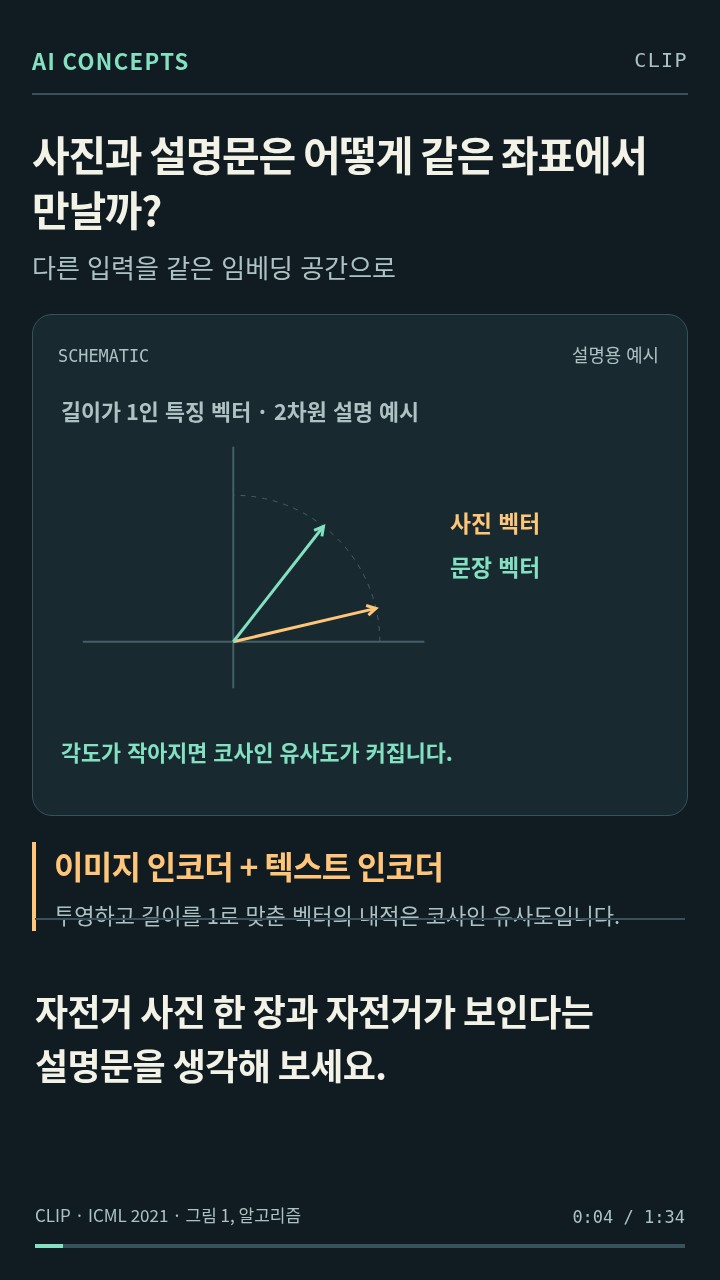 AI CONCEPTS
CLIP
사진과 설명문은 어떻게 같은 좌표에서
만날까?
다른 입력을 같은 임베딩 공간으로
SCHEMATIC
설명용 예시
길이가 1인 특징 벡터 · 2차원 설명 예시
사진 벡터
문장 벡터
각도가 작아지면 코사인 유사도가 커집니다.
이미지 인코더 + 텍스트 인코더
투영하고 길이를 1로 맞춘 벡터의 내적은 코사인 유사도입니다.
자전거 사진 한 장과 자전거가 보인다는
설명문을 생각해 보세요.
CLIP · ICML 2021 · 그림 1, 알고리즘
0:04 / 1:34